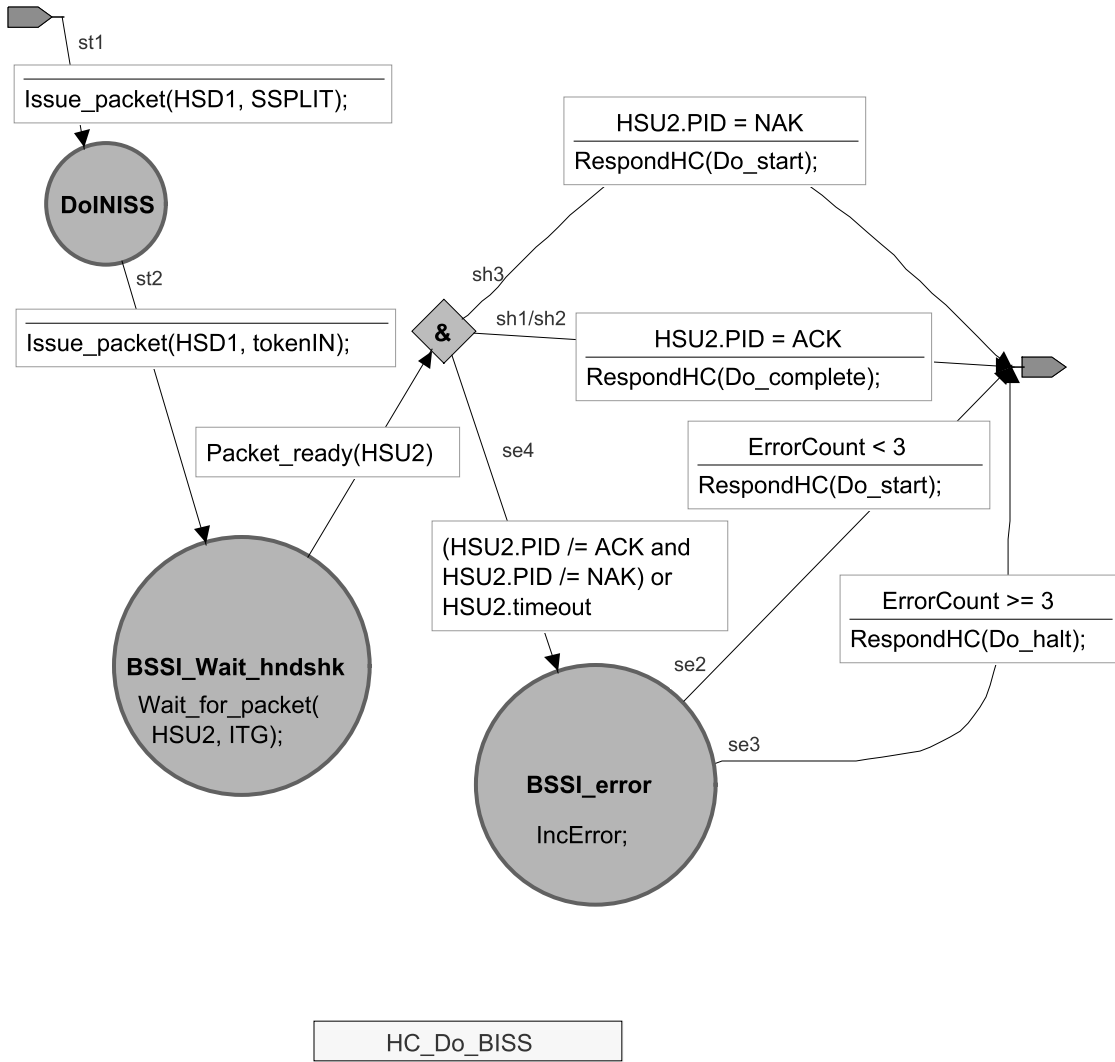 st1
Issue_packet(HSD1, SSPLIT);
DoINISS
st2
Issue_packet(HSD1, tokenIN);
Packet_ready(HSU2)
BSSI_Wait_hndshk
Wait_for_packet(
HSU2, ITG);
&
sh3
HSU2.PID = NAK
RespondHC(Do_start);
sh1/sh2
HSU2.PID = ACK
RespondHC(Do_complete);
se4
(HSU2.PID /= ACK and
HSU2.PID /= NAK) or
HSU2.timeout
ErrorCount < 3
RespondHC(Do_start);
se2
ErrorCount >= 3
RespondHC(Do_halt);
se3
BSSI_error
IncError;
HC_Do_BISS